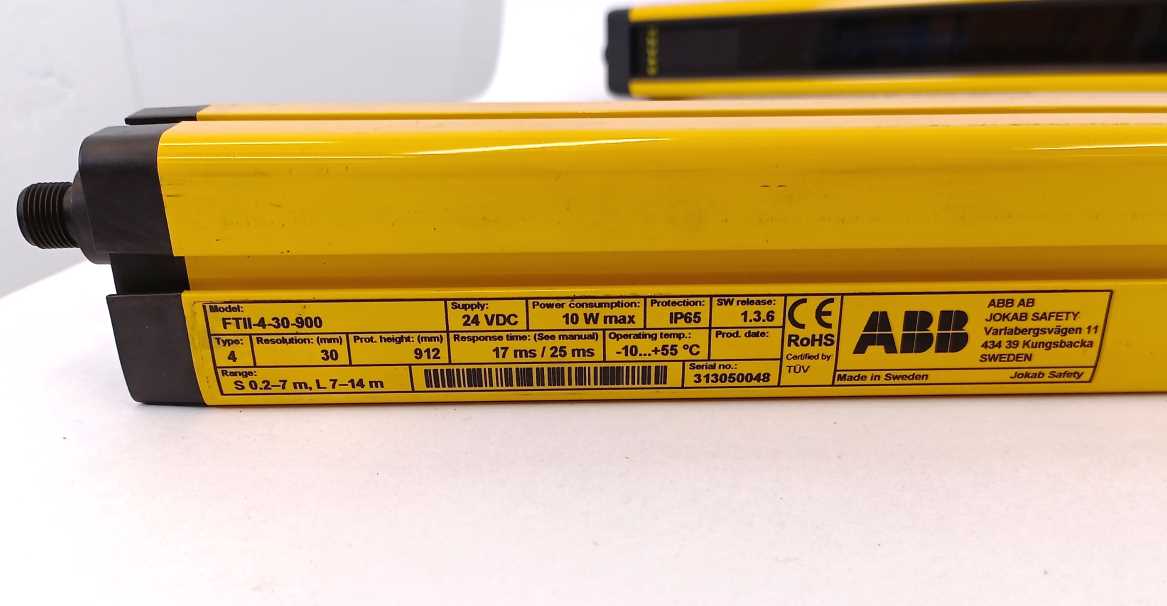 Model:
FTII-4-30-900
Supply:
24 VDC
Power consumption:
10 W max
Protection:
IP65
SW release:
1.3.6
Type:
4
Resolution: (mm)
30
Prot. height: (mm)
912
Response time: (See manual)
17 ms / 25 ms
Operating temp.:
-10...+55 ºC
Prod. date:
Range:
S 0.2–7 m, L 7–14 m
Serial no.:
313050048
CE
RoHS
Certified by
TÜV
ABB
ABB AB
JOKAB SAFETY
Varlabergsvägen 11
434 39 Kungsbacka
SWEDEN
Made in Sweden
Jokab Safety